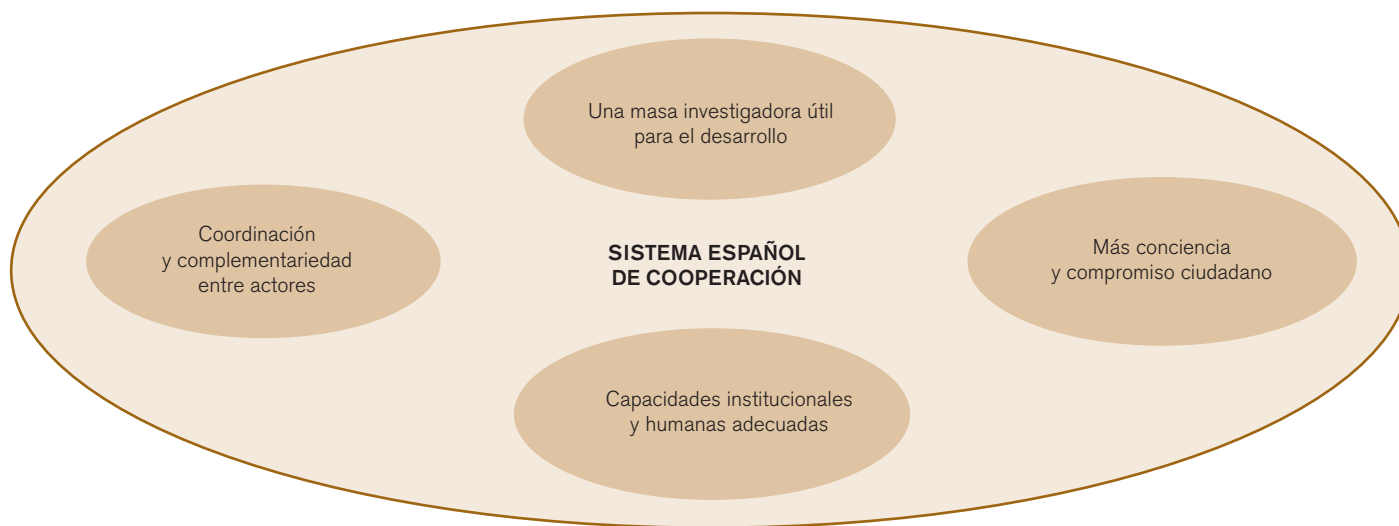 Una masa investigadora útil
para el desarrollo
Coordinación
y complementariedad
entre actores
SISTEMA ESPAÑOL
DE COOPERACIÓN
Más conciencia
y compromiso ciudadano
Capacidades institucionales
y humanas adecuadas